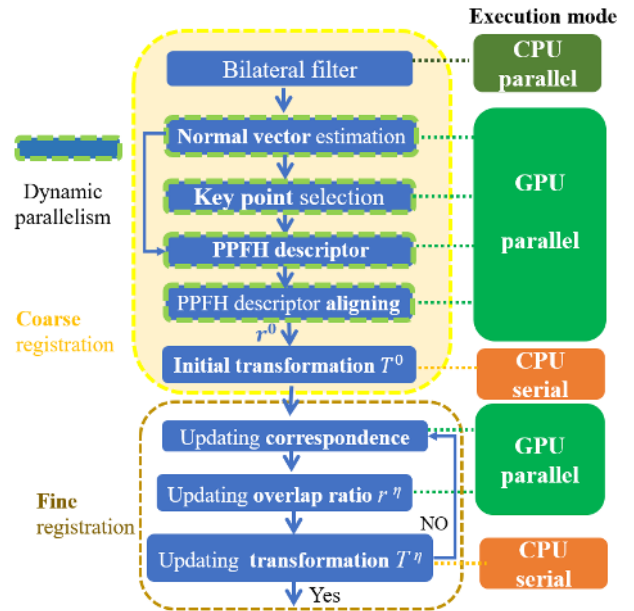 Execution mode
Bilateral filter
CPU
parallel
Normal vector estimation
Key point selection
PPFH descriptor
PPFH descriptor aligning
GPU
parallel
Dynamic
parallelism
Coarse
registration
r⁰
Initial transformation T⁰
CPU
serial
Updating correspondence
Updating overlap ratio r^η
GPU
parallel
Fine
registration
NO
Updating transformation T^η
CPU
serial
Yes